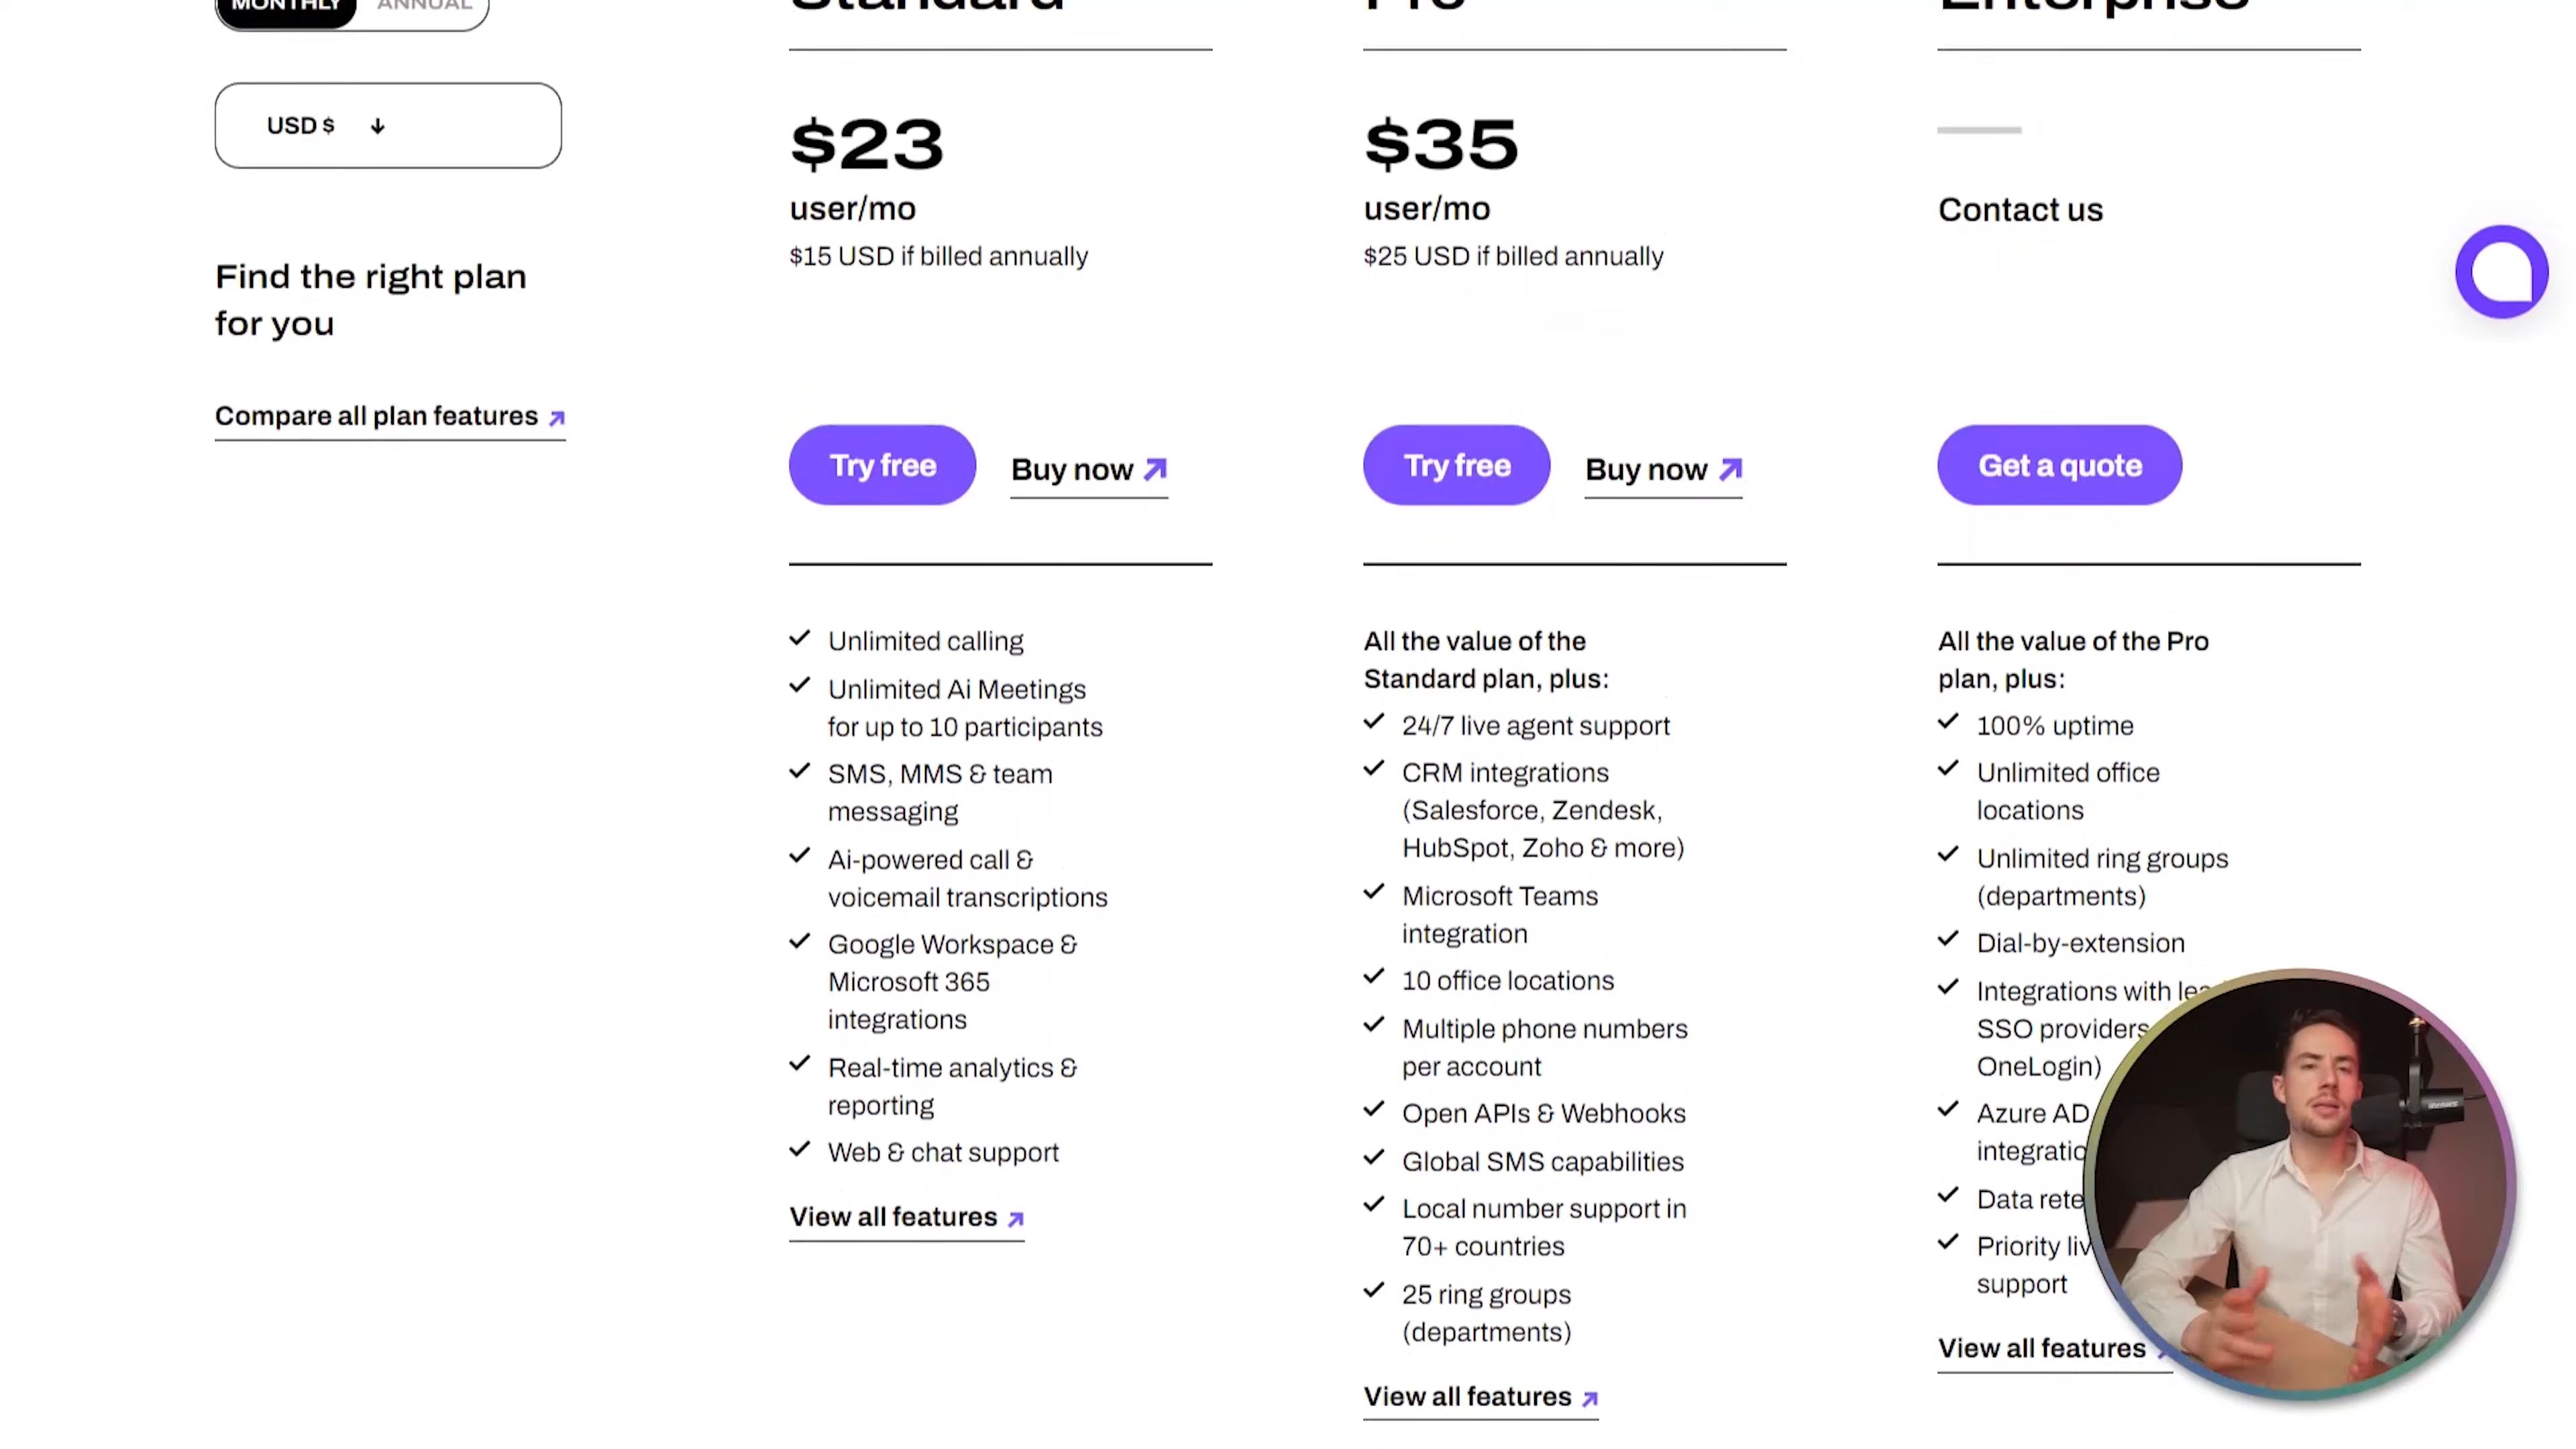 MONTHLY ANNUAL
USD $
Find the right plan
for you
Compare all plan features
Standard
$23
user/mo
$15 USD if billed annually
Try free
Buy now
Unlimited calling
Unlimited Ai Meetings
for up to 10 participants
SMS, MMS & team
messaging
Ai-powered call &
voicemail transcriptions
Google Workspace &
Microsoft 365
integrations
Real-time analytics &
reporting
Web & chat support
View all features
Pro
$35
user/mo
$25 USD if billed annually
Try free
Buy now
All the value of the
Standard plan, plus:
24/7 live agent support
CRM integrations
(Salesforce, Zendesk,
HubSpot, Zoho & more)
Microsoft Teams
integration
10 office locations
Multiple phone numbers
per account
Open APIs & Webhooks
Global SMS capabilities
Local number support in
70+ countries
25 ring groups
(departments)
View all features
Enterprise
Contact us
Get a quote
All the value of the Pro
plan, plus:
100% uptime
Unlimited office
locations
Unlimited ring groups
(departments)
Dial-by-extension
Integrations with
SSO providers
OneLogin)
Azure AD
Data
Priority
support
View all features